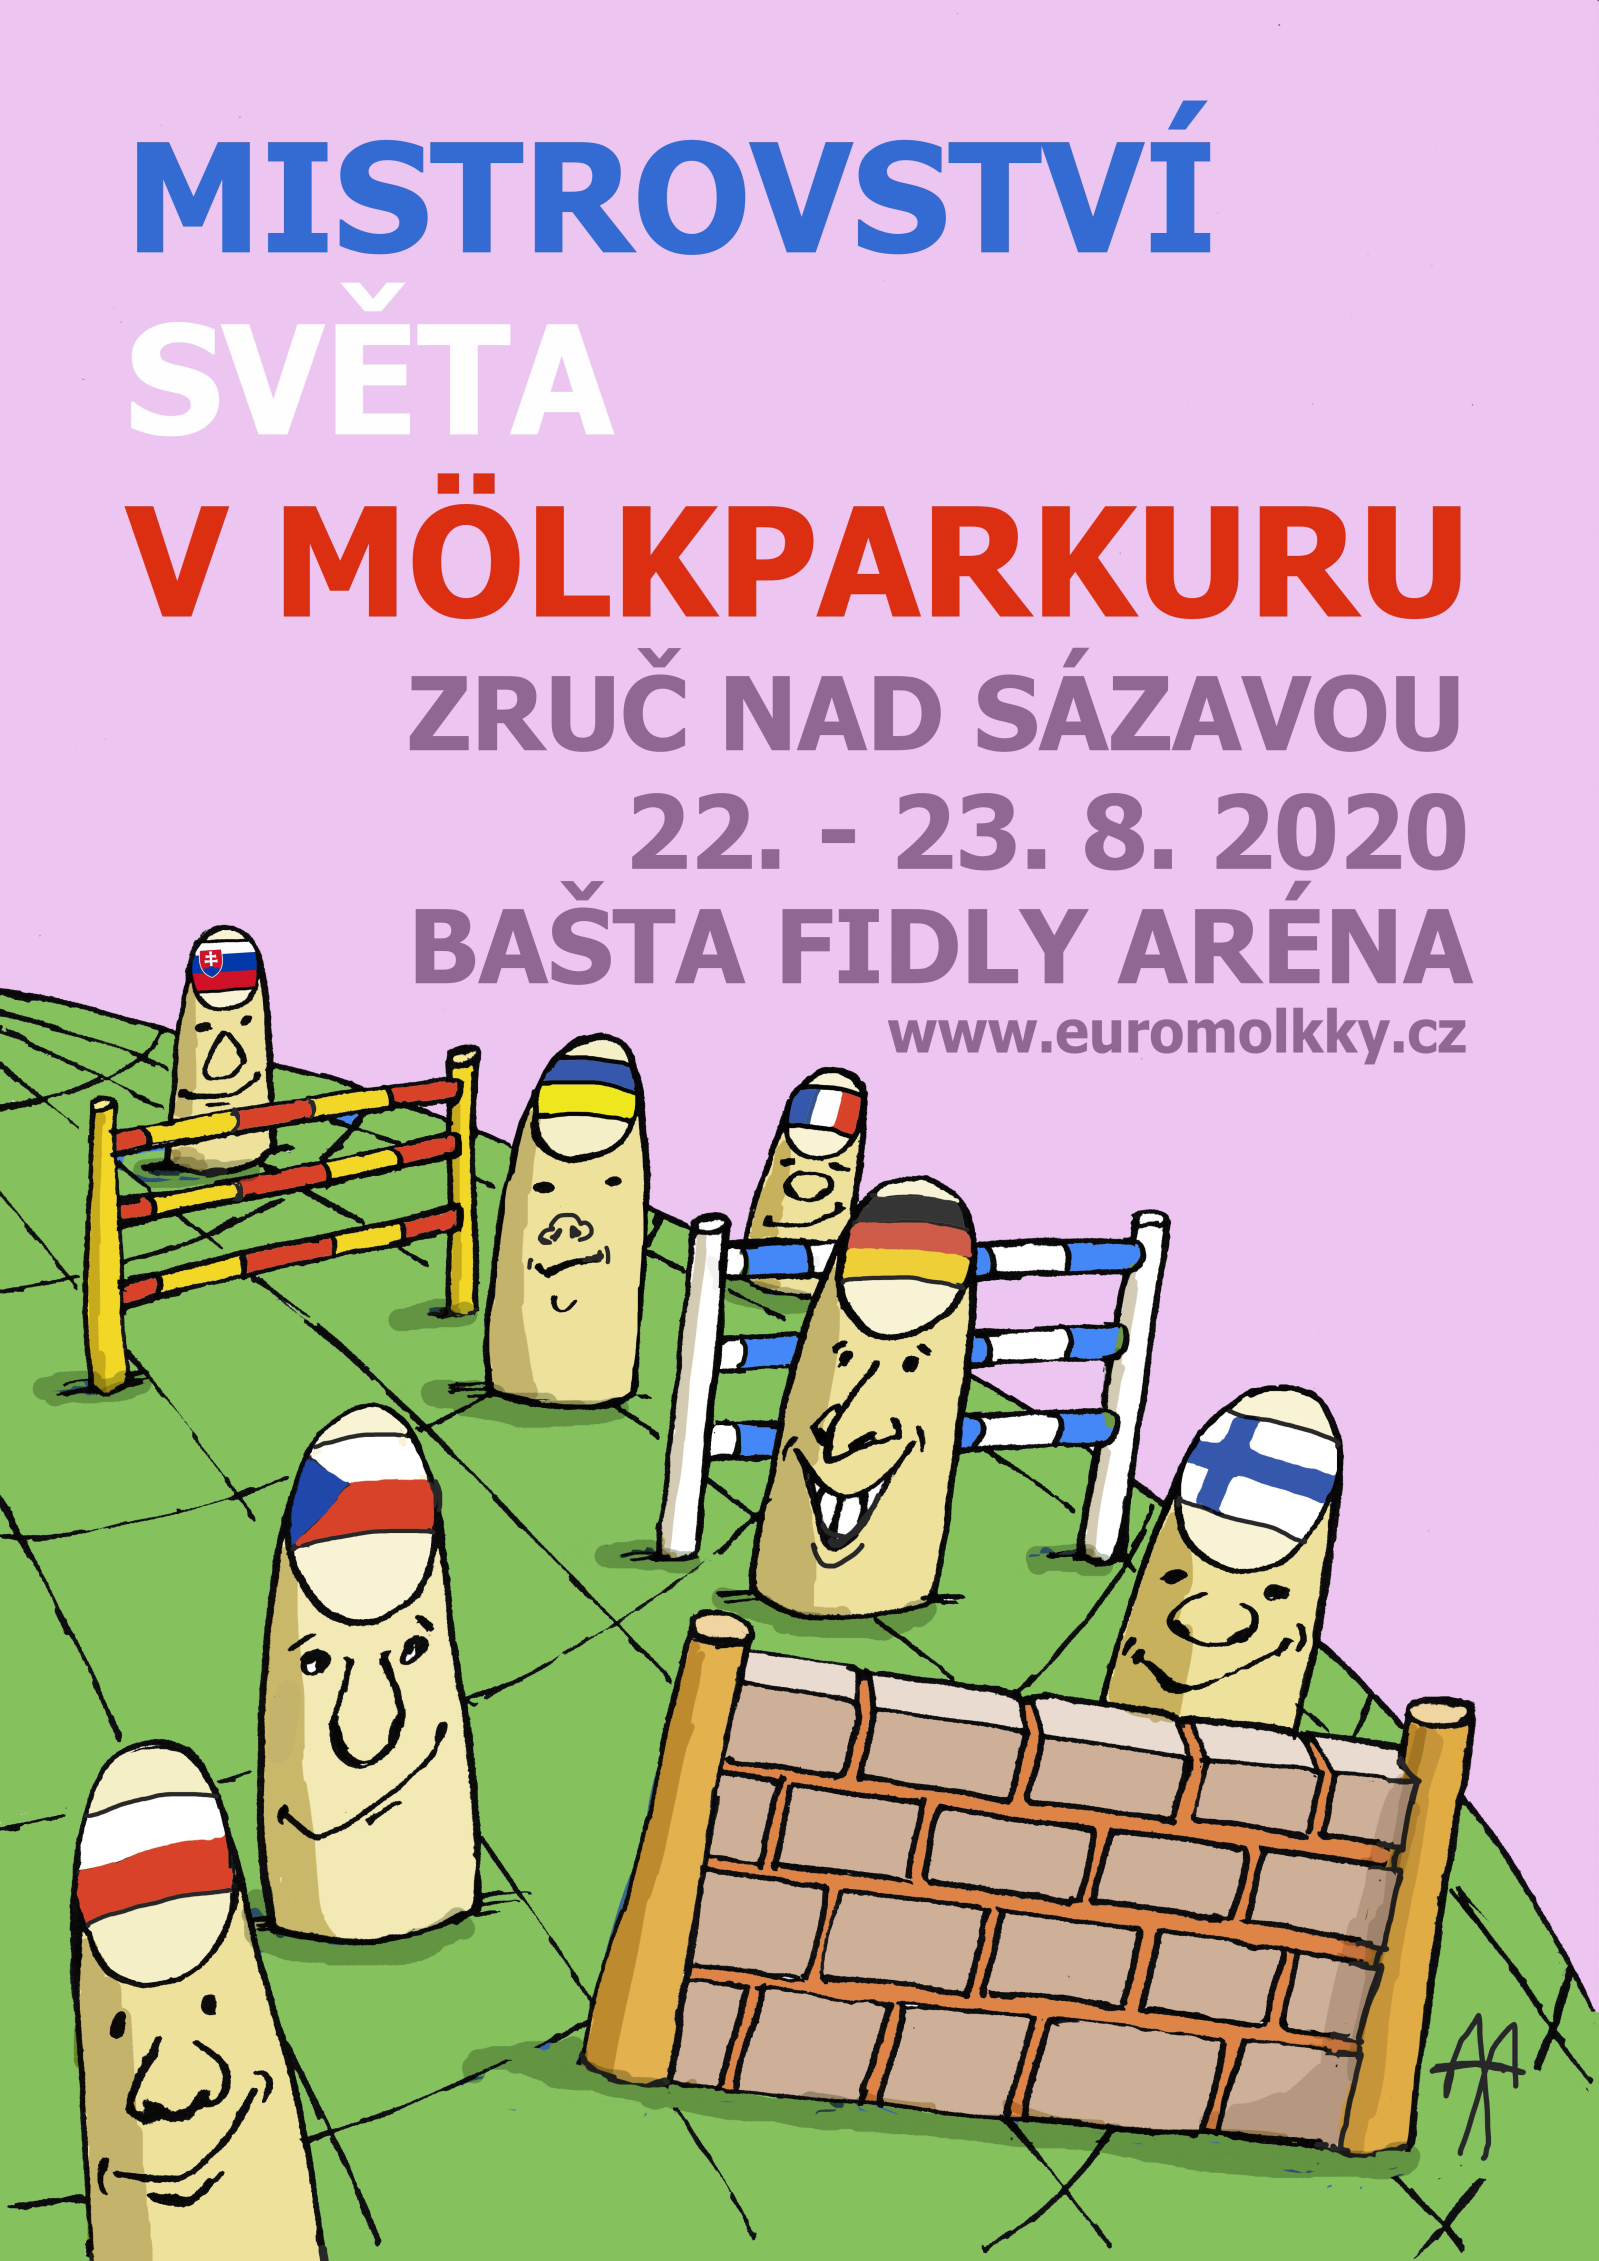 MISTROVSTVÍ
SVĚTA
V MÖLKPARKURU
ZRUČ NAD SÁZAVOU
22. - 23. 8. 2020
BAŠTA FIDLY ARÉNA
www.euromolkky.cz